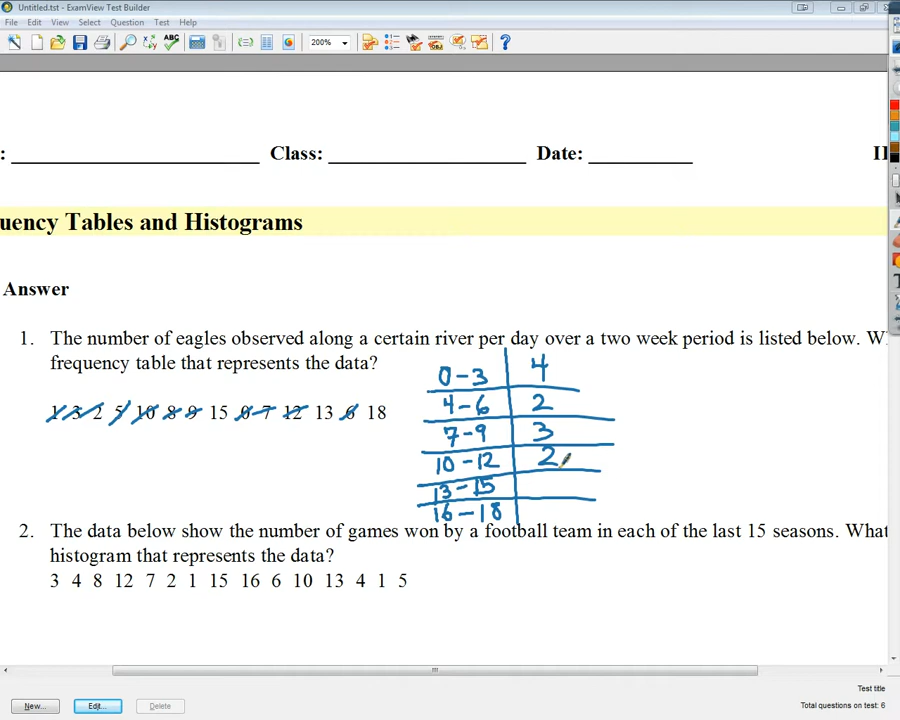 Untitled.tst - ExamView Test Builder
File Edit View Select Question Test Help
ABC
200%
: Class: Date: II
uency Tables and Histograms
Answer
1. The number of eagles observed along a certain river per day over a two week period is listed below. W
frequency table that represents the data?
1 3 2 5 10 8 9 15 0 7 12 13 6 18
0-3 4
4-6 2
7-9 3
10-12 2
13-15
16-18
2. The data below show the number of games won by a football team in each of the last 15 seasons. What
histogram that represents the data?
3 4 8 12 7 2 1 15 16 6 10 13 4 1 5
Test title
New... Edit... Delete
Total questions on test: 6